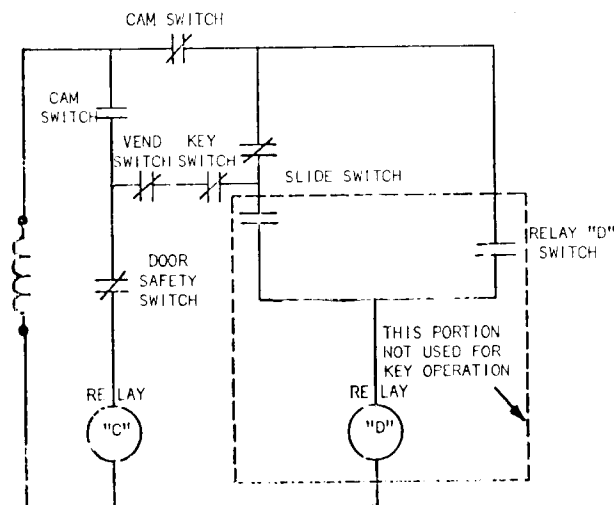 CAM SWITCH
CAM
SWITCH
VEND
SWITCH
KEY
SWITCH
SLIDE SWITCH
RELAY "D"
SWITCH
DOOR
SAFETY
SWITCH
THIS PORTION
NOT USED FOR
KEY OPERATION
RELAY
"C"
RELAY
"D"